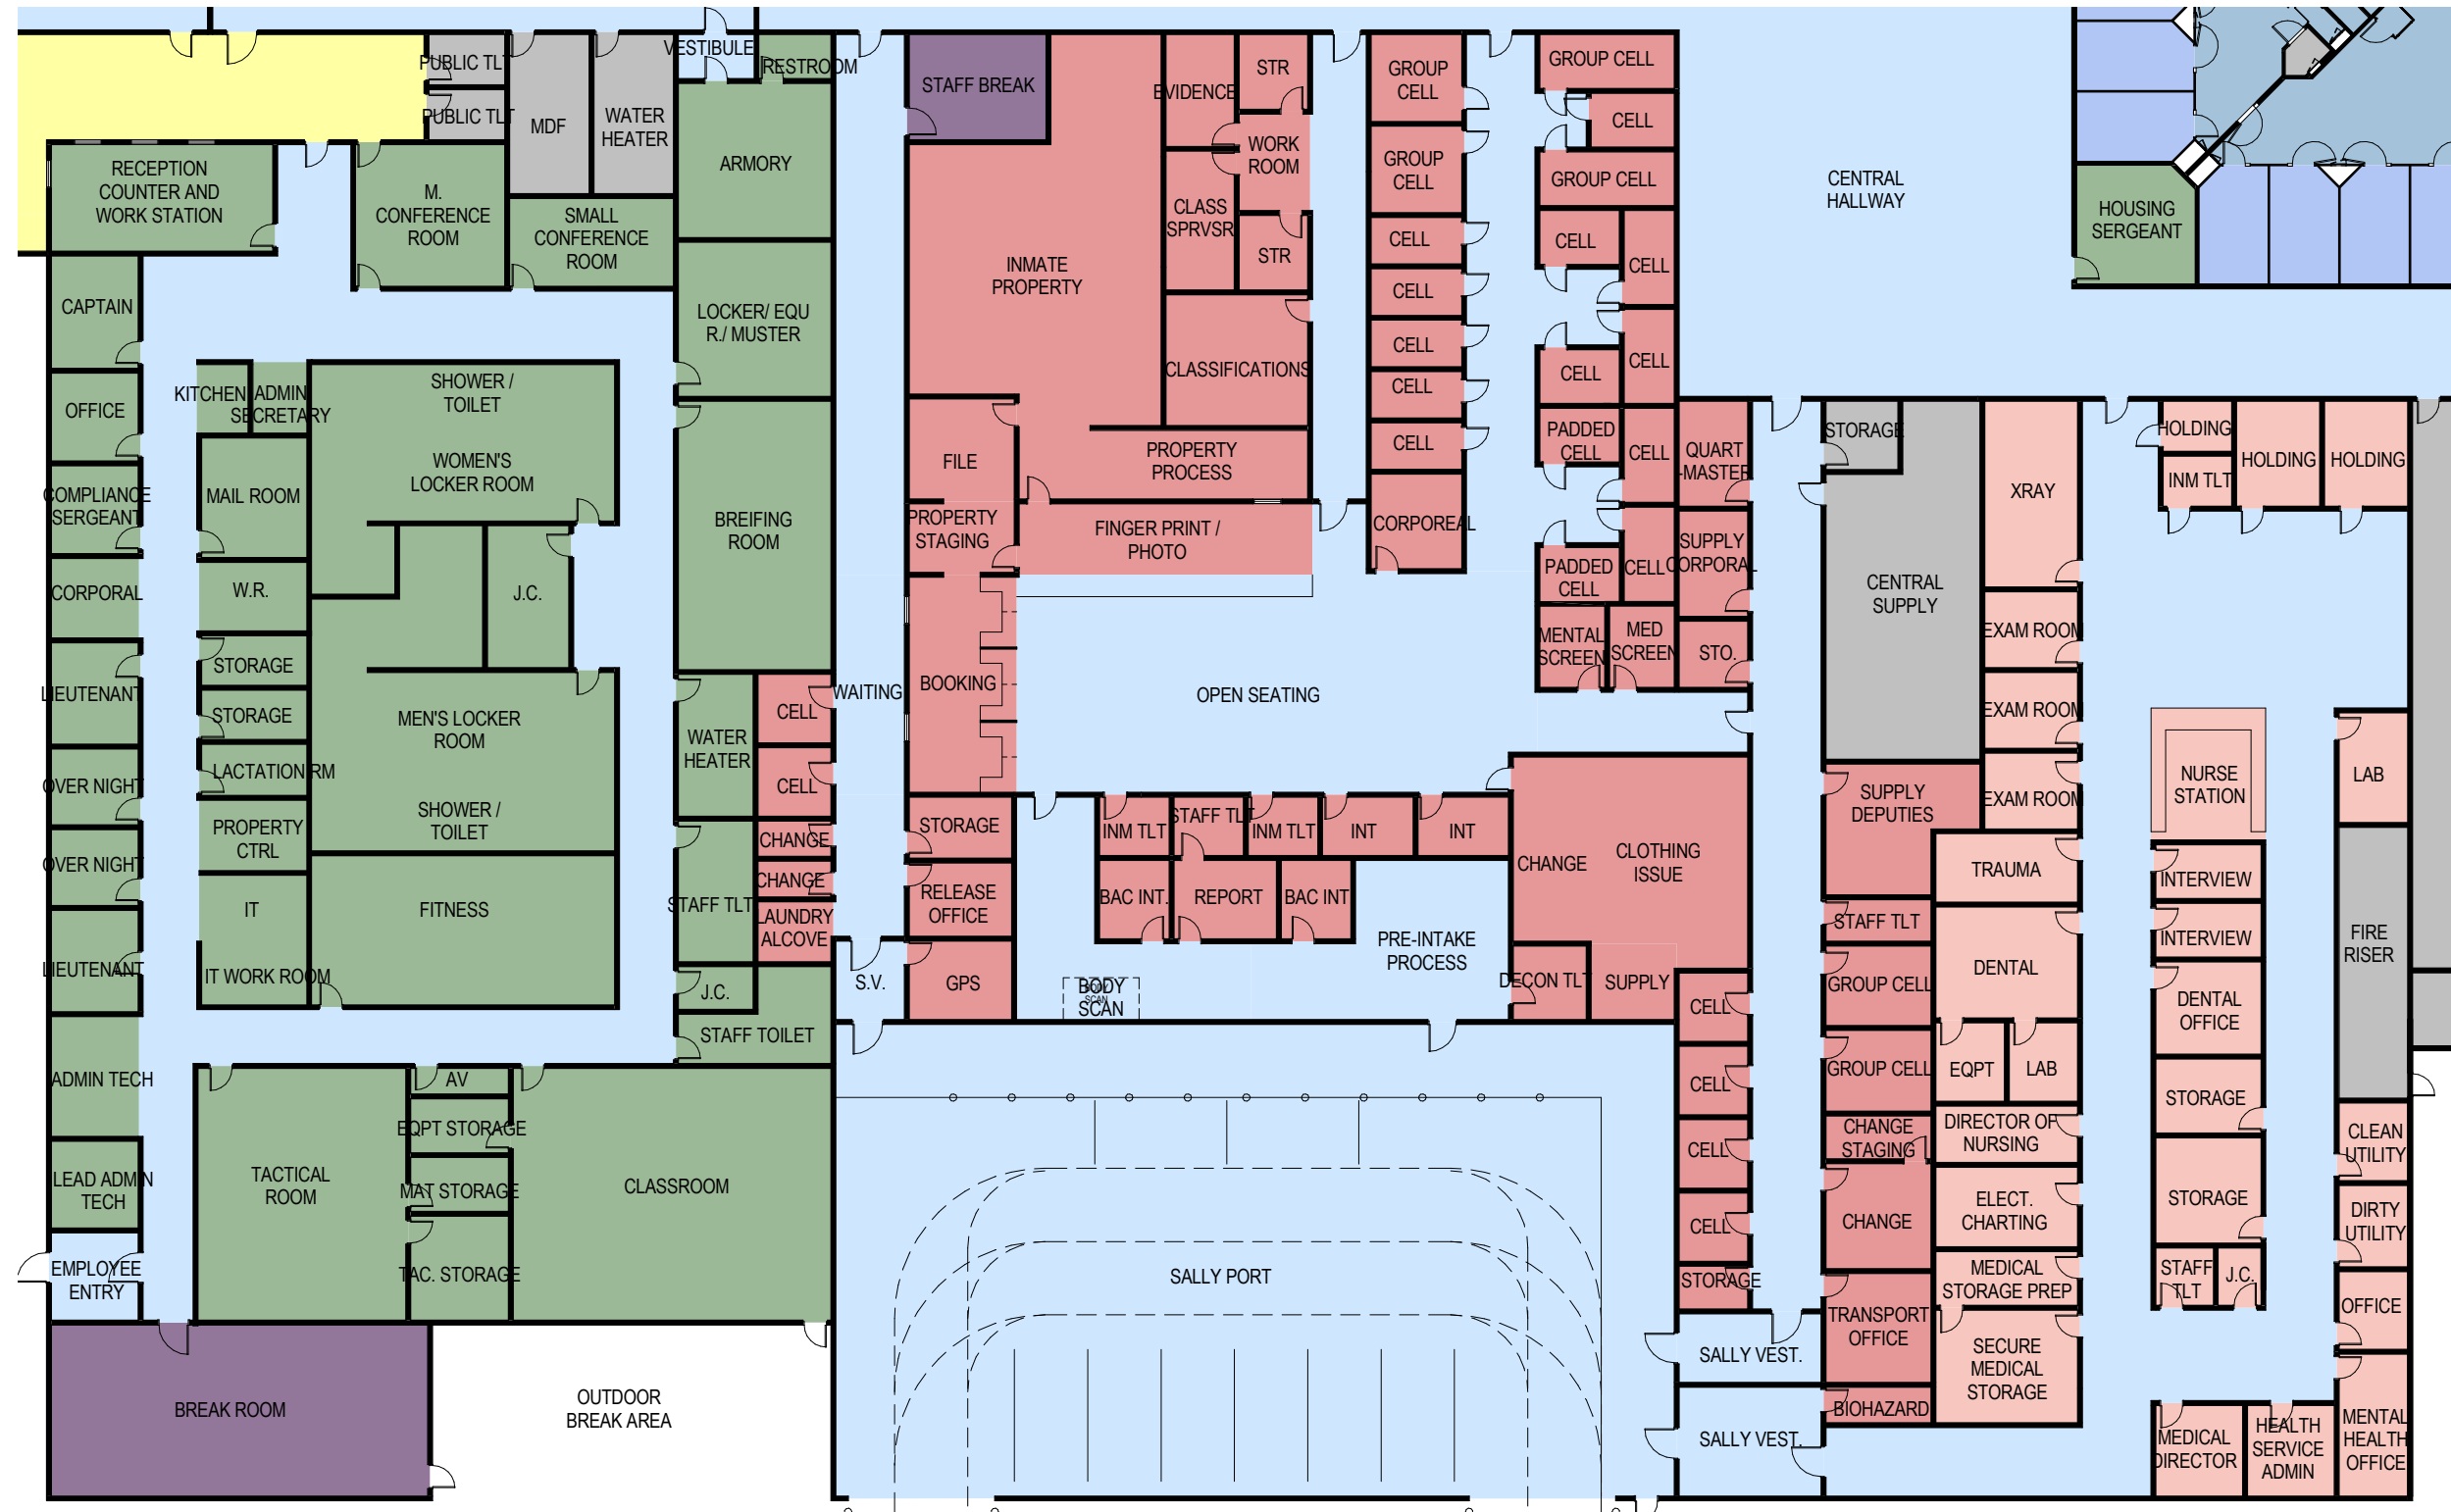 PUBLIC TLT
PUBLIC TLT
MDF
WATER
HEATER
VESTIBULE
RESTROOM
ARMORY
RECEPTION
COUNTER AND
WORK STATION
M.
CONFERENCE
ROOM
SMALL
CONFERENCE
ROOM
CAPTAIN
OFFICE
COMPLIANCE
SERGEANT
CORPORAL
LIEUTENANT
OVER NIGHT
OVER NIGHT
LIEUTENANT
ADMIN TECH
LEAD ADMIN
TECH
EMPLOYEE
ENTRY
BREAK ROOM
KITCHEN
ADMIN
SECRETARY
MAIL ROOM
W.R.
STORAGE
STORAGE
LACTATION RM
PROPERTY
CTRL
IT
IT WORK ROOM
SHOWER /
TOILET
WOMEN'S
LOCKER ROOM
J.C.
MEN'S LOCKER
ROOM
SHOWER /
TOILET
FITNESS
LOCKER/ EQU
R./ MUSTER
BREIFING
ROOM
WATER
HEATER
STAFF TLT
J.C.
STAFF TOILET
CELL
CELL
CHANGE
CHANGE
LAUNDRY
ALCOVE
TACTICAL
ROOM
AV
EQPT STORAGE
MAT STORAGE
TAC. STORAGE
CLASSROOM
OUTDOOR
BREAK AREA
WAITING
S.V.
STAFF BREAK
INMATE
PROPERTY
EVIDENCE
STR
WORK
ROOM
CLASS
SPRVSR
STR
CLASSIFICATIONS
FILE
PROPERTY
PROCESS
PROPERTY
STAGING
FINGER PRINT /
PHOTO
BOOKING
OPEN SEATING
STORAGE
RELEASE
OFFICE
GPS
INM TLT
STAFF TLT
INM TLT
INT
INT
BAC INT.
REPORT
BAC INT
PRE-INTAKE
PROCESS
BODY
SCAN
BODY
SCAN
CHANGE
CLOTHING
ISSUE
DECON TLT
SUPPLY
SALLY PORT
GROUP
CELL
GROUP
CELL
CELL
CELL
CELL
CELL
CELL
CORPOREAL
GROUP CELL
CELL
GROUP CELL
CELL
CELL
CELL
CELL
PADDED
CELL
CELL
PADDED
CELL
CELL
MENTAL
SCREEN
MED
SCREEN
QUART
-MASTER
SUPPLY
CORPORAL
STO.
CELL
CELL
CELL
CELL
STORAGE
SALLY VEST.
SALLY VEST.
CENTRAL
HALLWAY
HOUSING
SERGEANT
STORAGE
CENTRAL
SUPPLY
SUPPLY
DEPUTIES
STAFF TLT
GROUP CELL
GROUP CELL
CHANGE
STAGING
CHANGE
TRANSPORT
OFFICE
BIOHAZARD
XRAY
EXAM ROOM
EXAM ROOM
EXAM ROOM
TRAUMA
DENTAL
EQPT
LAB
DIRECTOR OF
NURSING
ELECT.
CHARTING
MEDICAL
STORAGE PREP
SECURE
MEDICAL
STORAGE
HOLDING
INM TLT
HOLDING
HOLDING
NURSE
STATION
INTERVIEW
INTERVIEW
DENTAL
OFFICE
STORAGE
STORAGE
STAFF
TLT
J.C.
MEDICAL
DIRECTOR
HEALTH
SERVICE
ADMIN
LAB
FIRE
RISER
CLEAN
UTILITY
DIRTY
UTILITY
OFFICE
MENTAL
HEALTH
OFFICE